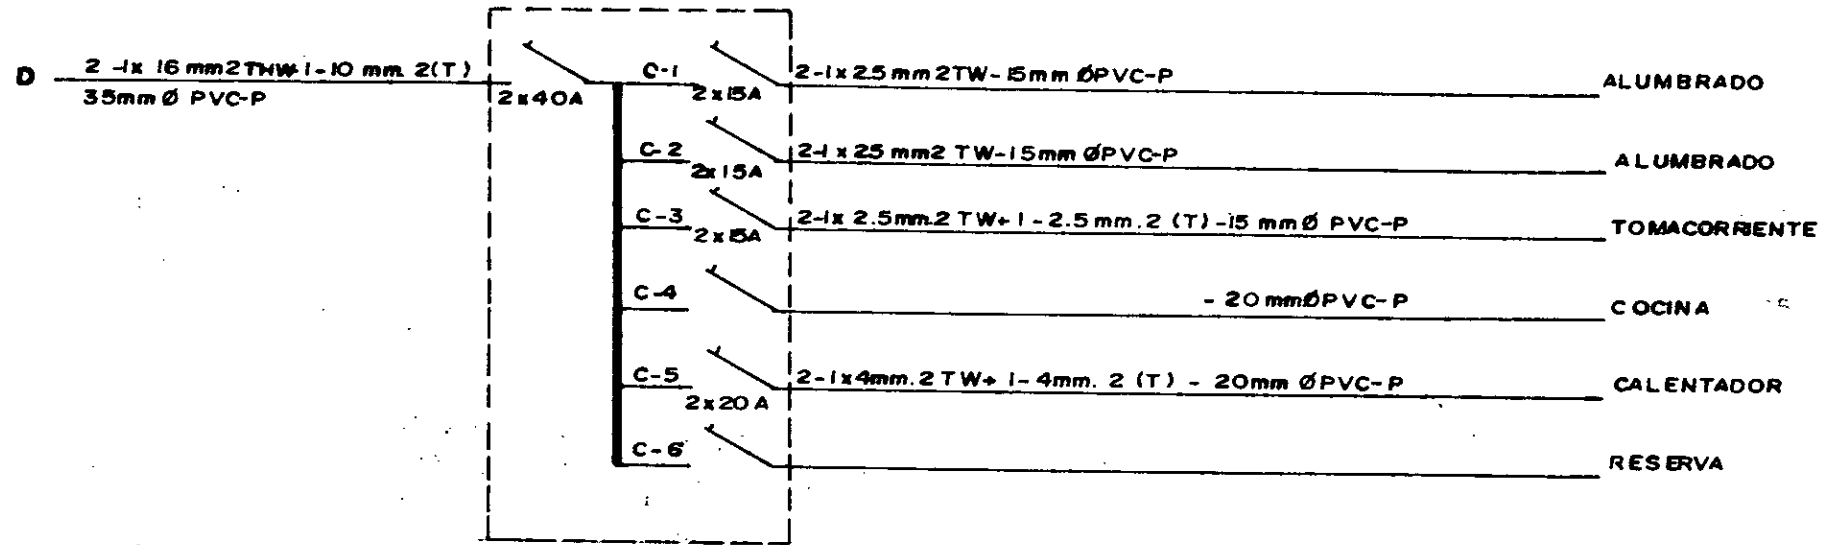 D
2 -1x 16 mm2 THW-1-10 mm. 2(T)
35mm Ø PVC-P
2x40A
C-1
2x15A
2-1x 2.5 mm2TW-15mm ØPVC-P
ALUMBRADO
C-2
2x15A
2-1 x 25 mm2 TW-15mm ØPVC-P
ALUMBRADO
C-3
2x15A
2-1x 2.5mm.2 TW+ 1-2.5 mm.2 (T)-15 mm Ø PVC-P
TOMACORRIENTE
C-4
- 20 mmØPVC-P
COCINA
C-5
2x20A
2-1x4mm.2 TW+ 1-4mm. 2 (T) - 20mm ØPVC-P
CALENTADOR
C-6
RESERVA